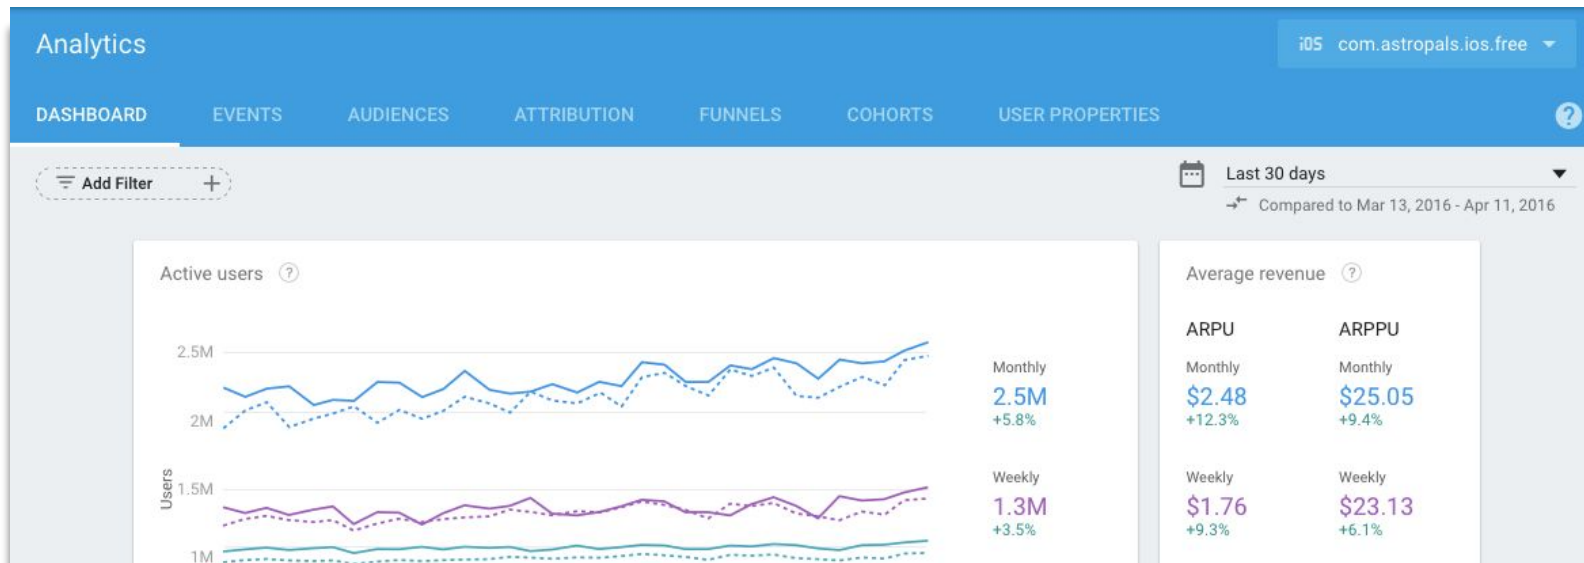 Analytics
iOS com.astropals.ios.free
DASHBOARD EVENTS AUDIENCES ATTRIBUTION FUNNELS COHORTS USER PROPERTIES ?
Add Filter +
Last 30 days
Compared to Mar 13, 2016 - Apr 11, 2016
Active users ?
2.5M
2M
1.5M
1M
Users
Monthly
2.5M
+5.8%
Weekly
1.3M
+3.5%
Average revenue ?
ARPU ARPPU
Monthly Monthly
$2.48 $25.05
+12.3% +9.4%
Weekly Weekly
$1.76 $23.13
+9.3% +6.1%